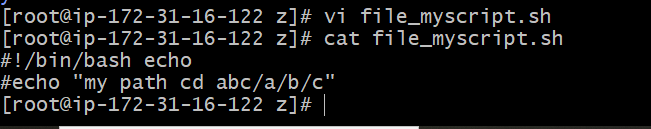 [root@ip-172-31-16-122 z]# vi file_myscript.sh
[root@ip-172-31-16-122 z]# cat file_myscript.sh
#!/bin/bash echo
#echo "my path cd abc/a/b/c"
[root@ip-172-31-16-122 z]#